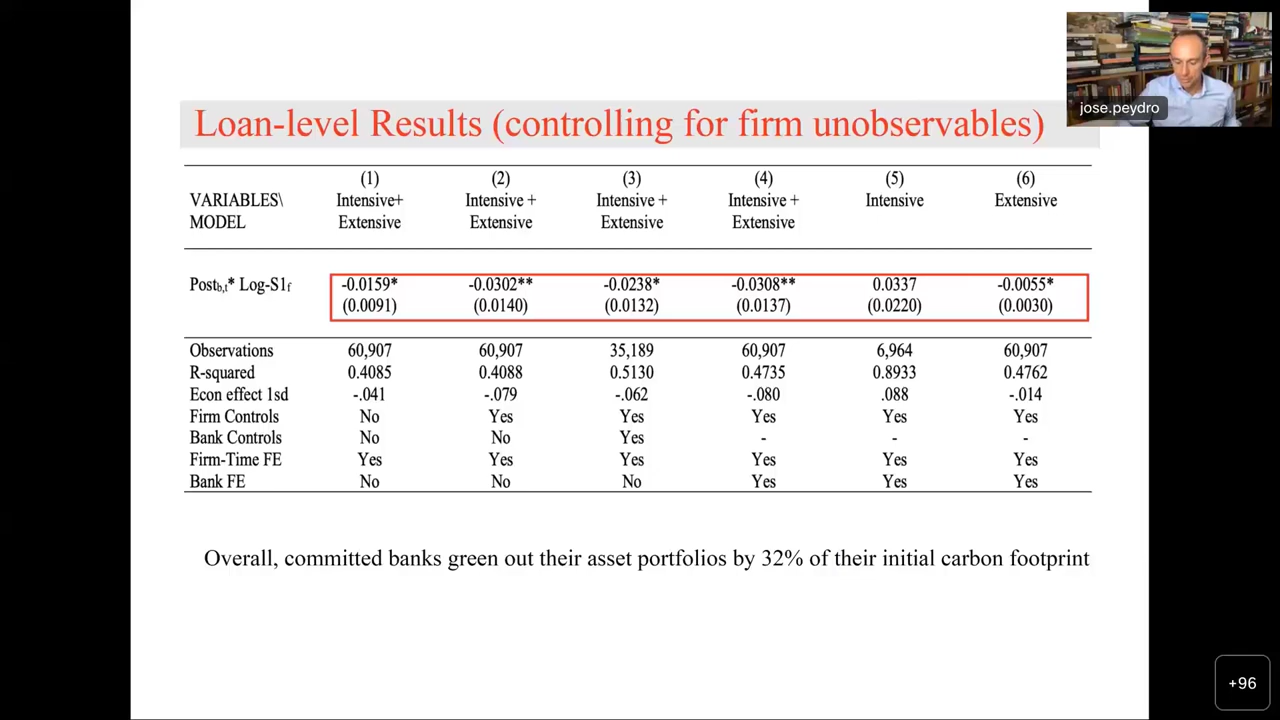 jose.peydro
Loan-level Results (controlling for firm unobservables)
(1) (2) (3) (4) (5) (6)
VARIABLES\ Intensive+ Intensive + Intensive + Intensive + Intensive Extensive
MODEL Extensive Extensive Extensive Extensive
Postb,t* Log-S1f -0.0159* -0.0302** -0.0238* -0.0308** 0.0337 -0.0055*
(0.0091) (0.0140) (0.0132) (0.0137) (0.0220) (0.0030)
Observations 60,907 60,907 35,189 60,907 6,964 60,907
R-squared 0.4085 0.4088 0.5130 0.4735 0.8933 0.4762
Econ effect 1sd -.041 -.079 -.062 -.080 .088 -.014
Firm Controls No Yes Yes Yes Yes Yes
Bank Controls No No Yes - - -
Firm-Time FE Yes Yes Yes Yes Yes Yes
Bank FE No No No Yes Yes Yes
Overall, committed banks green out their asset portfolios by 32% of their initial carbon footprint
+96